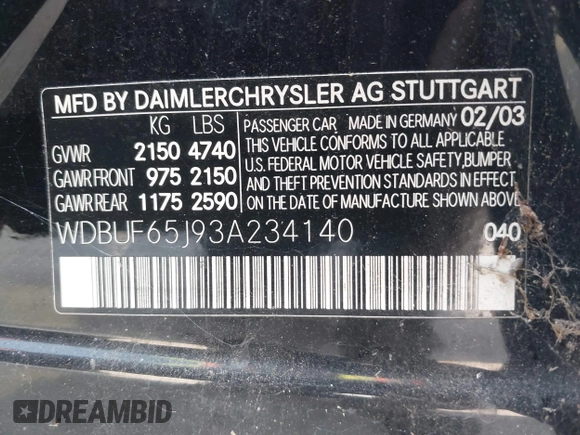 MFD BY DAIMLERCHRYSLER AG STUTTGART
KG LBS
GVWR 2150 4740
GAWR FRONT 975 2150
GAWR REAR 1175 2590
PASSENGER CAR MADE IN GERMANY 02/03
THIS VEHICLE CONFORMS TO ALL APPLICABLE
U.S. FEDERAL MOTOR VEHICLE SAFETY, BUMPER
AND THEFT PREVENTION STANDARDS IN EFFECT
ON THE DATE OF MANUFACTURE SHOWN ABOVE
WDBUF65J93A234140 040
DREAMBID